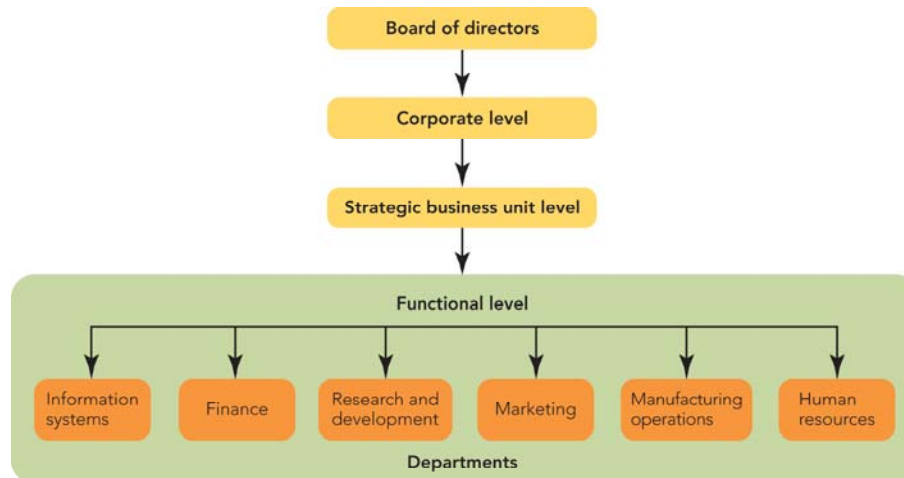 Board of directors
Corporate level
Strategic business unit level
Functional level
Information
systems
Finance
Research and
development
Marketing
Manufacturing
operations
Human
resources
Departments